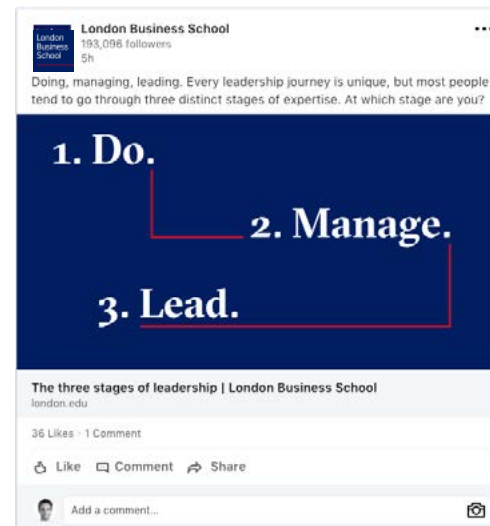 London Business School
London
Business
School
193,096 followers
5h
Doing, managing, leading. Every leadership journey is unique, but most people
tend to go through three distinct stages of expertise. At which stage are you?
1. Do.
2. Manage.
3. Lead.
The three stages of leadership | London Business School
london.edu
36 Likes · 1 Comment
Like Comment Share
Add a comment...